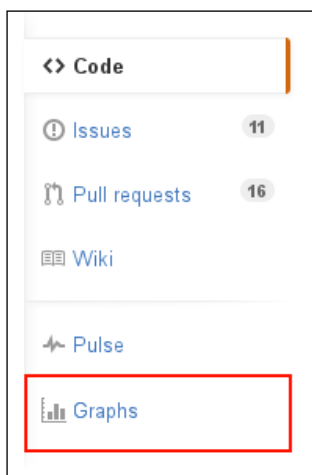 Code
Issues 11
Pull requests 16
Wiki
Pulse
Graphs